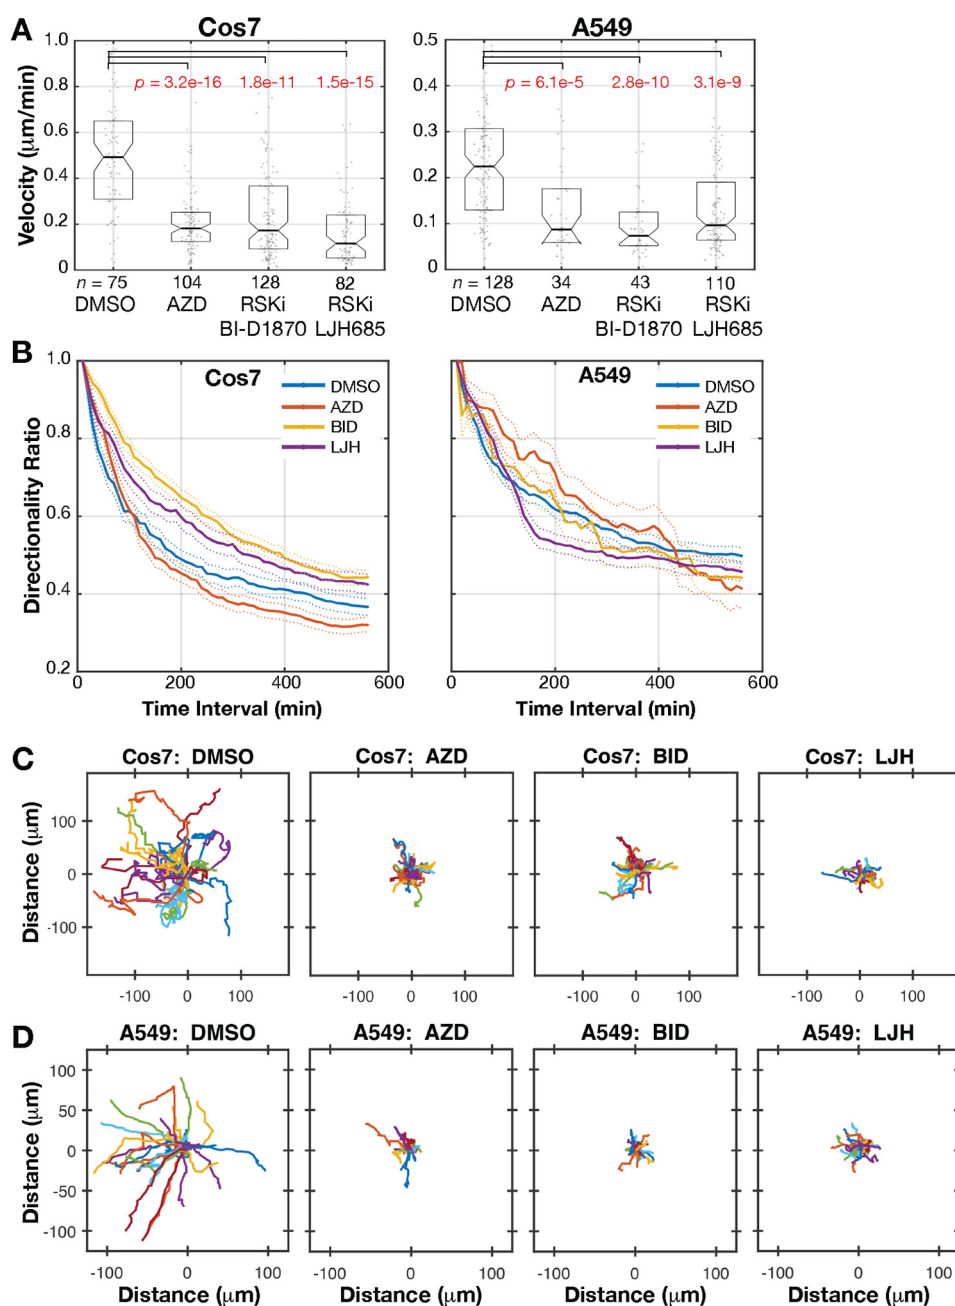 A
Cos7
A549
Velocity (μm/min)
1.0
0.8
0.6
0.4
0.2
0
p = 3.2e-16 1.8e-11 1.5e-15
n = 75 104 128 82
DMSO AZD RSKi RSKi
BI-D1870 LJH685
0.5
0.4
0.3
0.2
0.1
0
p = 6.1e-5 2.8e-10 3.1e-9
n = 128 34 43 110
DMSO AZD RSKi RSKi
BI-D1870 LJH685
B
Directionality Ratio
1.0
0.8
0.6
0.4
0.2
Cos7
DMSO
AZD
BID
LJH
0 200 400 600
Time Interval (min)
A549
DMSO
AZD
BID
LJH
0 200 400 600
Time Interval (min)
C
Cos7: DMSO
Cos7: AZD
Cos7: BID
Cos7: LJH
Distance (μm)
100
0
-100
-100 0 100
-100 0 100
-100 0 100
-100 0 100
D
A549: DMSO
A549: AZD
A549: BID
A549: LJH
Distance (μm)
100
50
0
-50
-100
-100 0 100
-100 0 100
-100 0 100
-100 0 100
Distance (μm)
Distance (μm)
Distance (μm)
Distance (μm)